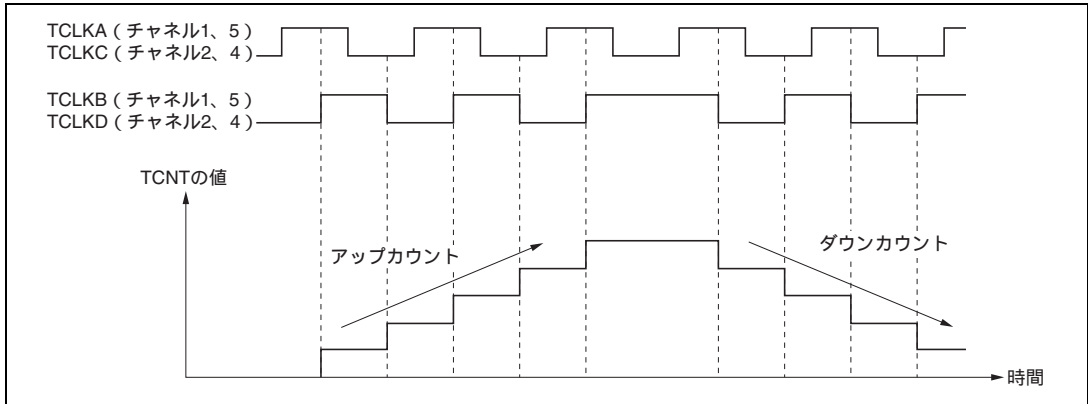 TCLKA（チャネル1、5）
TCLKC（チャネル2、4）
TCLKB（チャネル1、5）
TCLKD（チャネル2、4）
TCNTの値
アップカウント
ダウンカウント
時間